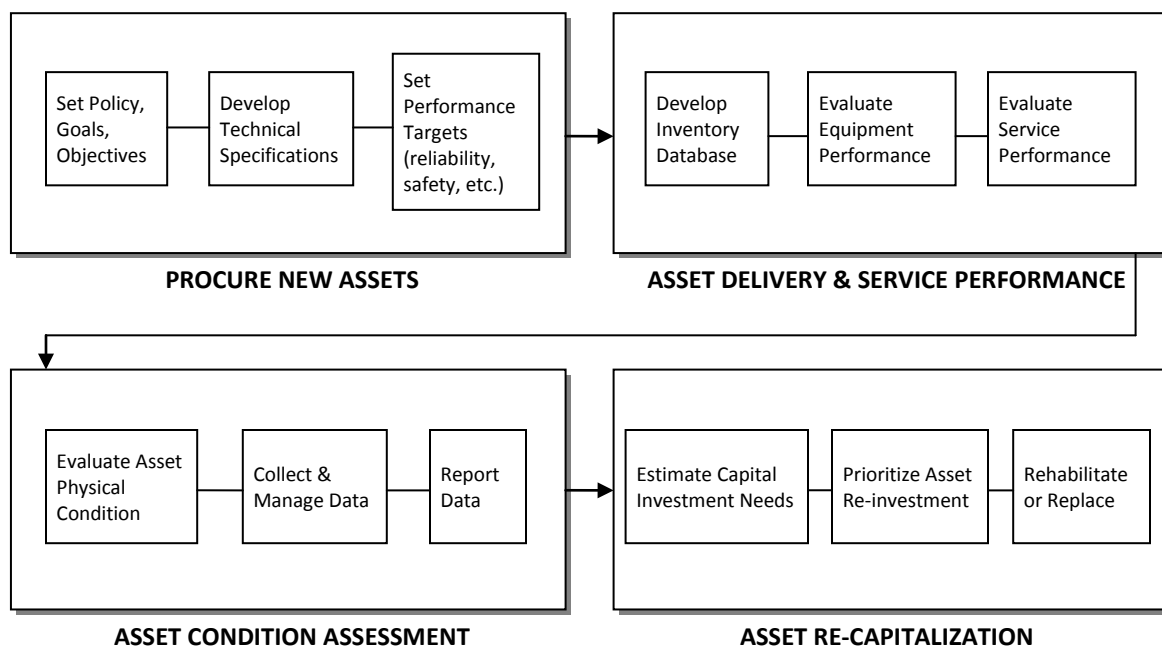 Set Policy,
Goals,
Objectives
Develop
Technical
Specifications
Set
Performance
Targets
(reliability,
safety, etc.)
PROCURE NEW ASSETS
Develop
Inventory
Database
Evaluate
Equipment
Performance
Evaluate
Service
Performance
ASSET DELIVERY & SERVICE PERFORMANCE
Evaluate Asset
Physical
Condition
Collect &
Manage Data
Report
Data
ASSET CONDITION ASSESSMENT
Estimate Capital
Investment Needs
Prioritize Asset
Re-investment
Rehabilitate
or Replace
ASSET RE-CAPITALIZATION